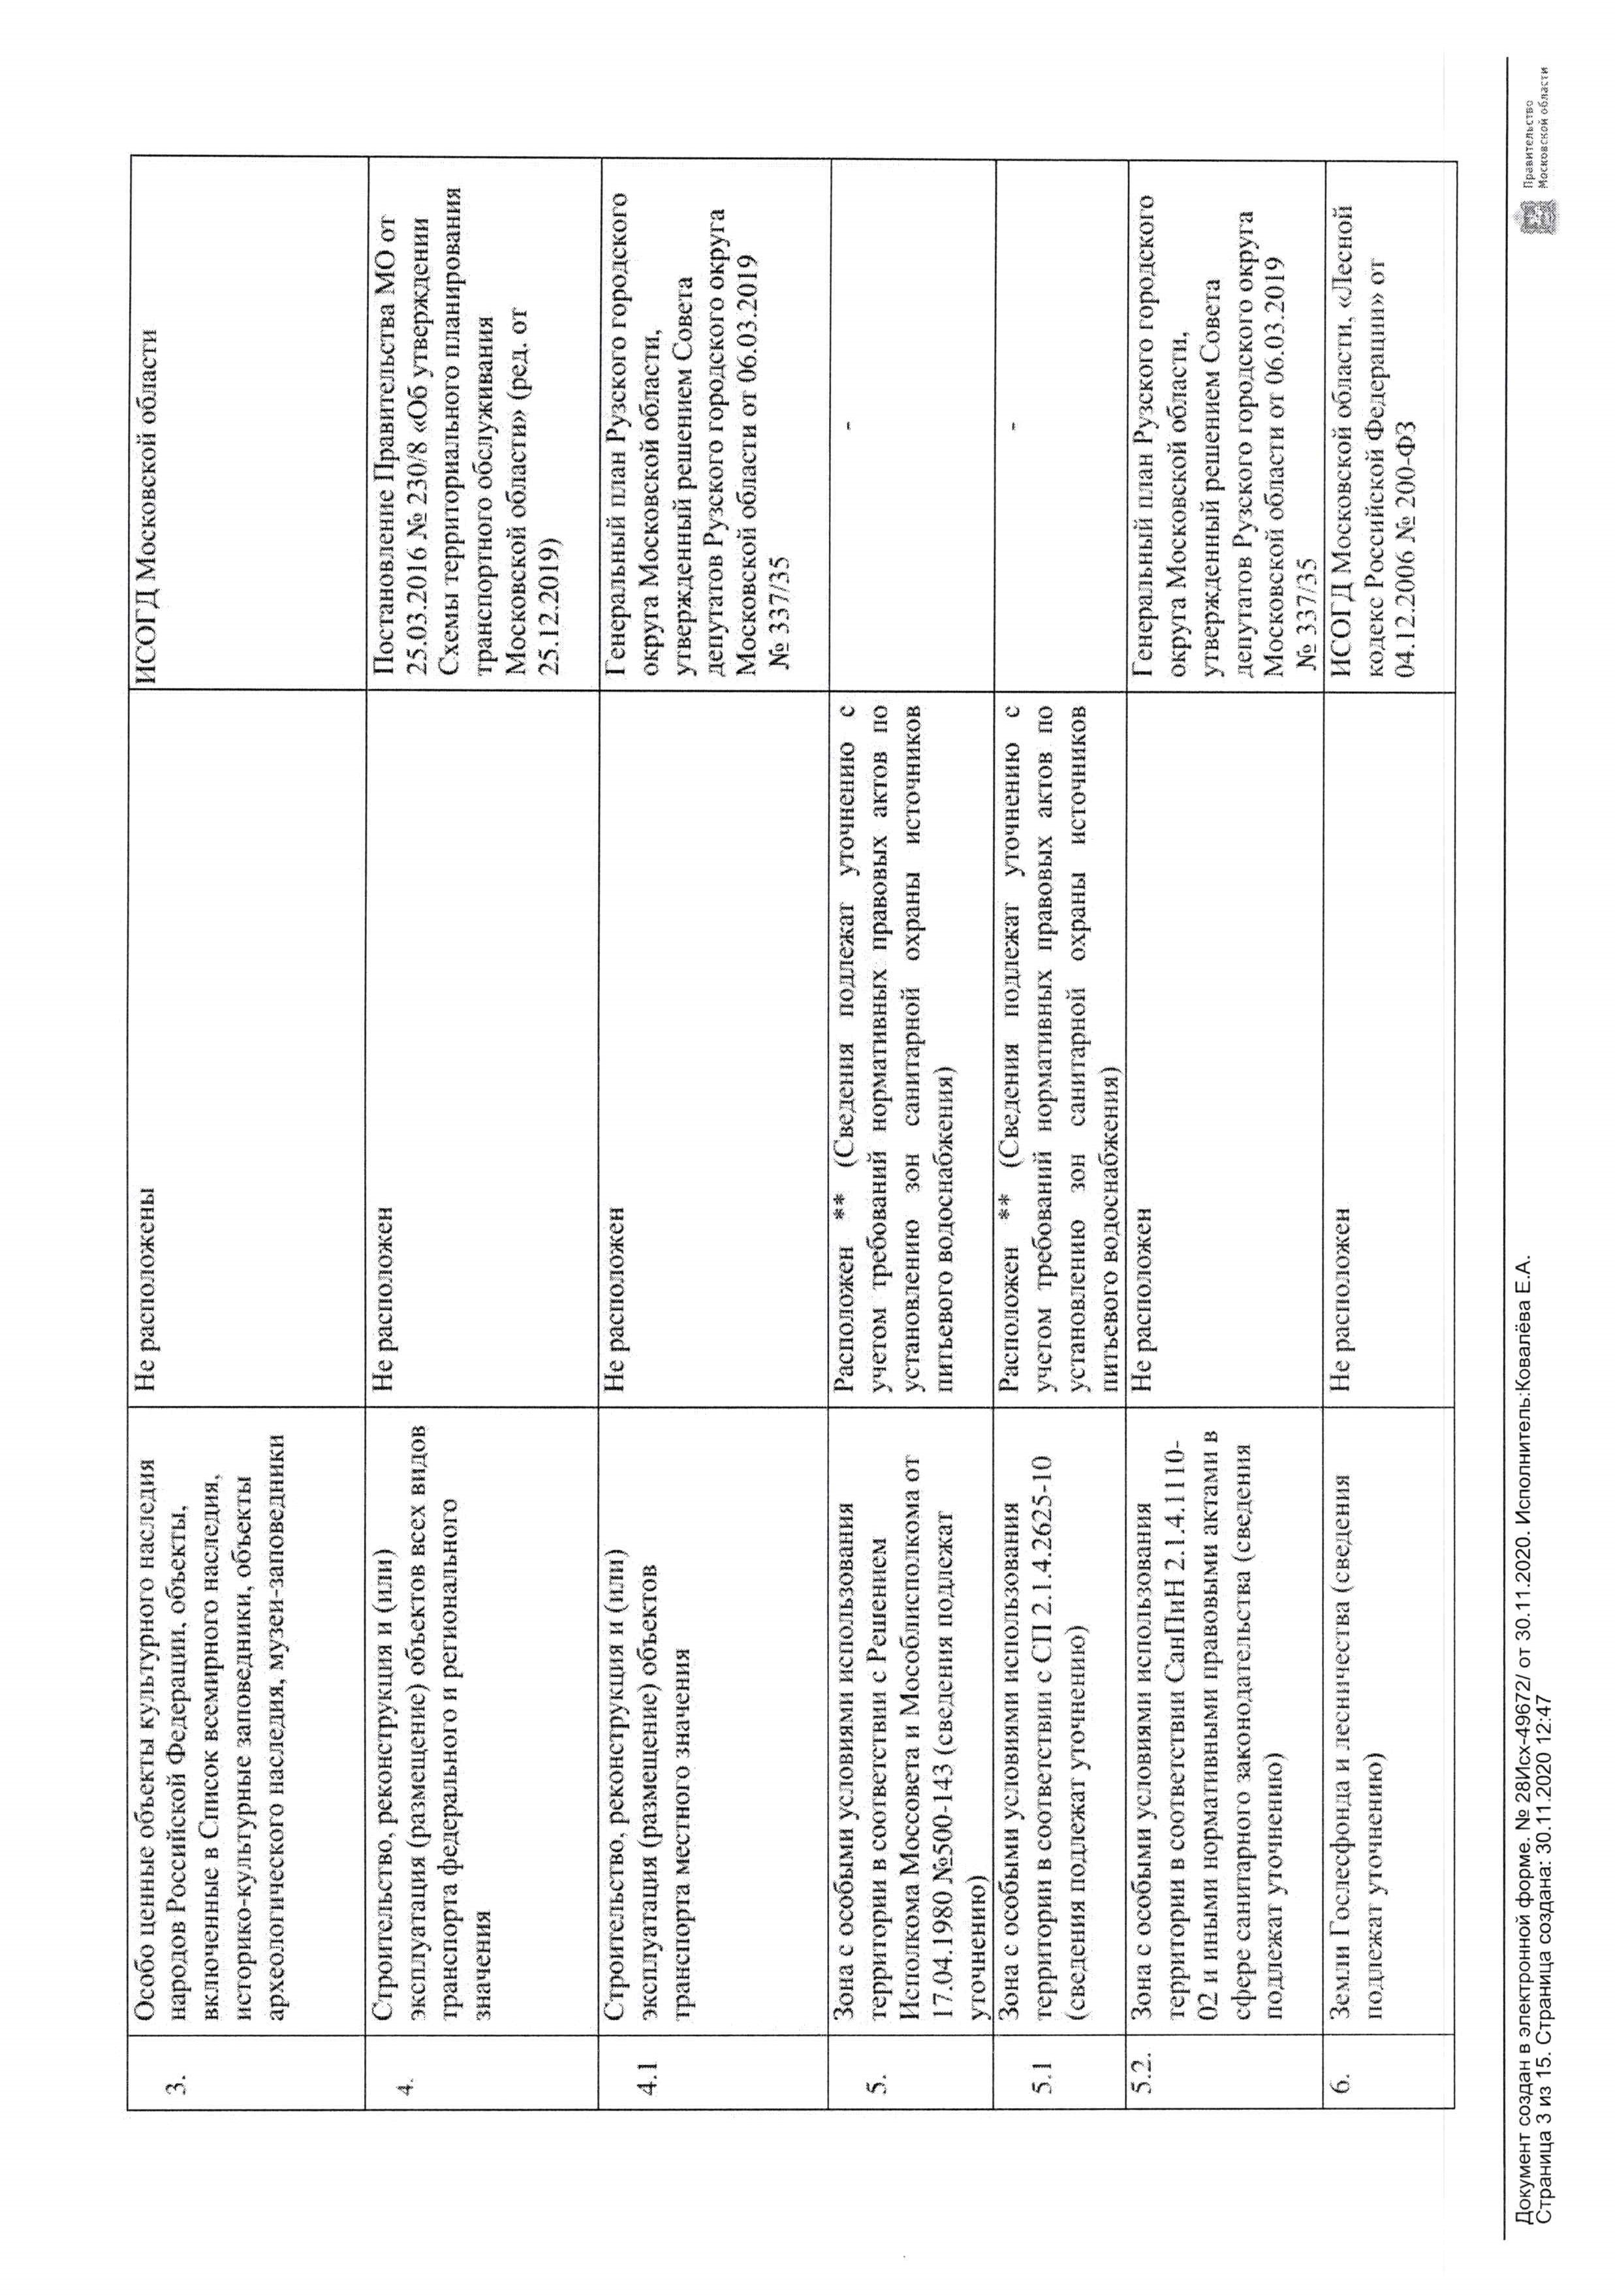 3.
Особо ценные объекты культурного наследия
народов Российской Федерации, объекты,
включенные в Список всемирного наследия,
историко-культурные заповедники, объекты
археологического наследия, музеи-заповедники
Не расположены
ИСОГД Московской области
4.
Строительство, реконструкция и (или)
эксплуатация (размещение) объектов всех видов
транспорта федерального и регионального
значения
Не расположен
Постановление Правительства МО от
25.03.2016 № 230/8 «Об утверждении
Схемы территориального планирования
транспортного обслуживания
Московской области» (ред. от
25.12.2019)
4.1
Строительство, реконструкция и (или)
эксплуатация (размещение) объектов
транспорта местного значения
Не расположен
Генеральный план Рузского городского
округа Московской области,
утвержденный решением Совета
депутатов Рузского городского округа
Московской области от 06.03.2019
№ 337/35
5.
Зона с особыми условиями использования
территории в соответствии с Решением
Исполкома Моссовета и Мособлисполкома от
17.04.1980 №500-143 (сведения подлежат
уточнению)
Расположен ** (Сведения подлежат уточнению с
учетом требований нормативных правовых актов по
установлению зон санитарной охраны источников
питьевого водоснабжения)
-
5.1
Зона с особыми условиями использования
территории в соответствии с СП 2.1.4.2625-10
(сведения подлежат уточнению)
Расположен ** (Сведения подлежат уточнению с
учетом требований нормативных правовых актов по
установлению зон санитарной охраны источников
питьевого водоснабжения)
-
5.2.
Зона с особыми условиями использования
территории в соответствии СанПиН 2.1.4.1110-
02 и иными нормативными правовыми актами в
сфере санитарного законодательства (сведения
подлежат уточнению)
Не расположен
Генеральный план Рузского городского
округа Московской области,
утвержденный решением Совета
депутатов Рузского городского округа
Московской области от 06.03.2019
№ 337/35
6.
Земли Гослесфонда и лесничества (сведения
подлежат уточнению)
Не расположен
ИСОГД Московской области, «Лесной
кодекс Российской Федерации» от
04.12.2006 № 200-ФЗ
Документ создан в электронной форме. № 28Исх-49672/ от 30.11.2020. Исполнитель:Ковалёва Е.А.
Страница 3 из 15. Страница создана: 30.11.2020 12:47
Правительство
Московской области